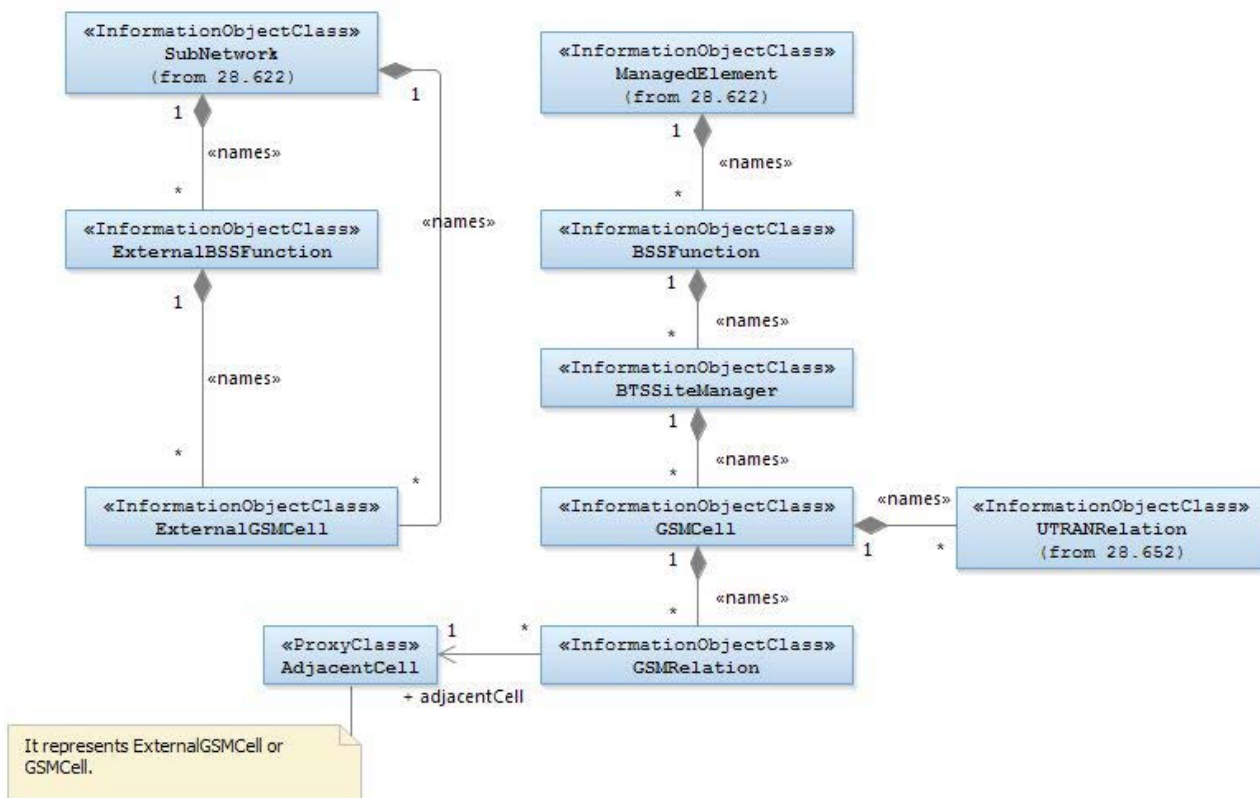 «InformationObjectClass»
SubNetwork
(from 28.622)
1
1
«names»
*
«InformationObjectClass»
ExternalBSSFunction
1
«names»
*
«names»
*
«InformationObjectClass»
ExternalGSMCell
«InformationObjectClass»
ManagedElement
(from 28.622)
1
«names»
*
«InformationObjectClass»
BSSFunction
1
«names»
*
«InformationObjectClass»
BTSSiteManager
1
«names»
*
«InformationObjectClass»
GSMCell
1
«names»
*
«InformationObjectClass»
UTRANRelation
(from 28.652)
1
«names»
*
«InformationObjectClass»
GSMRelation
*
1
+ adjacentCell
«ProxyClass»
AdjacentCell
It represents ExternalGSMCell or
GSMCell.